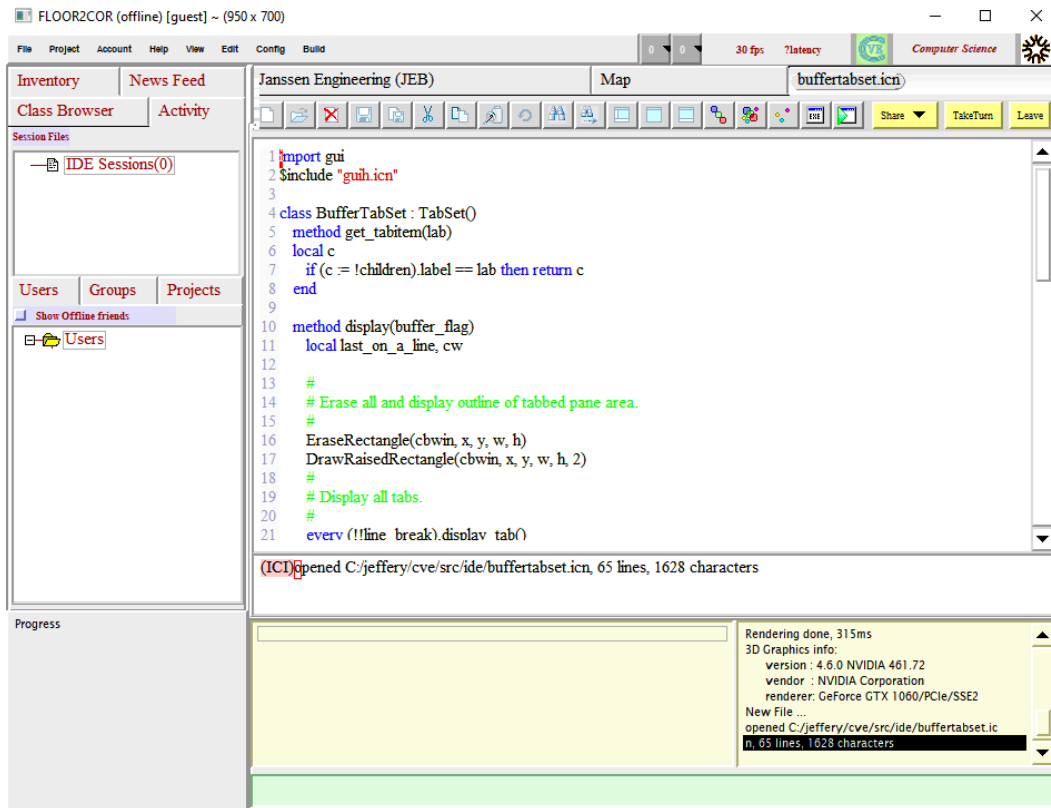 FLOOR2COR (offline) [guest] ~ (950 x 700)
File Project Account Help View Edit Config Build
0 0 30 fps ?latency CVE Computer Science
Inventory News Feed
Class Browser Activity
Session Files
IDE Sessions(0)
Users Groups Projects
Show Offline friends
Users
Progress
Janssen Engineering (JEB) Map buffertabset.icn
EXE Share TakeTurn Leave
1 import gui
2 $include "guih.icn"
3
4 class BufferTabSet : TabSet()
5 method get_tabitem(lab)
6 local c
7 if (c := !children).label == lab then return c
8 end
9
10 method display(buffer_flag)
11 local last_on_a_line, cw
12
13 #
14 # Erase all and display outline of tabbed pane area.
15 #
16 EraseRectangle(cbwin, x, y, w, h)
17 DrawRaisedRectangle(cbwin, x, y, w, h, 2)
18 #
19 # Display all tabs.
20 #
21 every (!!line_break).display_tab()
(ICI)opened C:/jeffery/cve/src/ide/buffertabset.icn, 65 lines, 1628 characters
Rendering done, 315ms
3D Graphics info:
version : 4.6.0 NVIDIA 461.72
vendor : NVIDIA Corporation
renderer: GeForce GTX 1060/PCIe/SSE2
New File ...
opened C:/jeffery/cve/src/ide/buffertabset.ic
n, 65 lines, 1628 characters